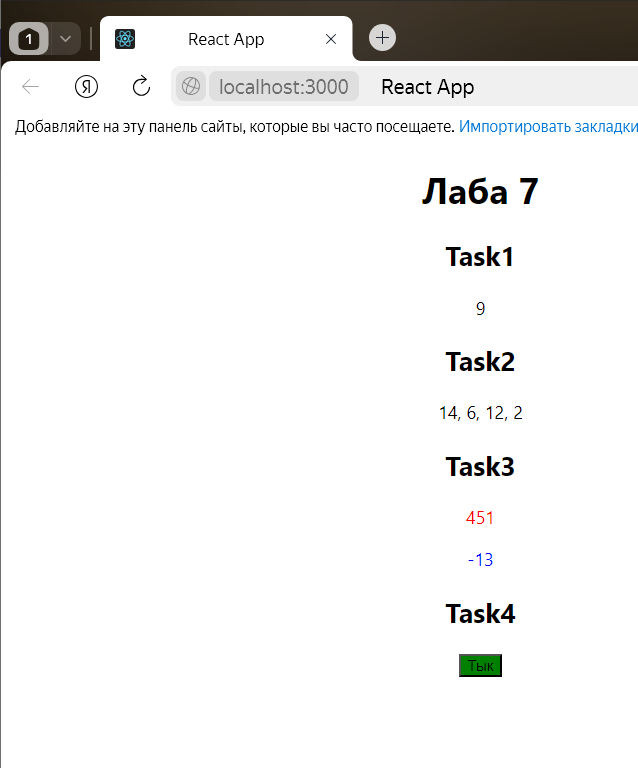 1
React App
Я
localhost:3000 React App
Добавляйте на эту панель сайты, которые вы часто посещаете. Импортировать закладки
Лаба 7
Task1
9
Task2
14, 6, 12, 2
Task3
451
-13
Task4
Тык